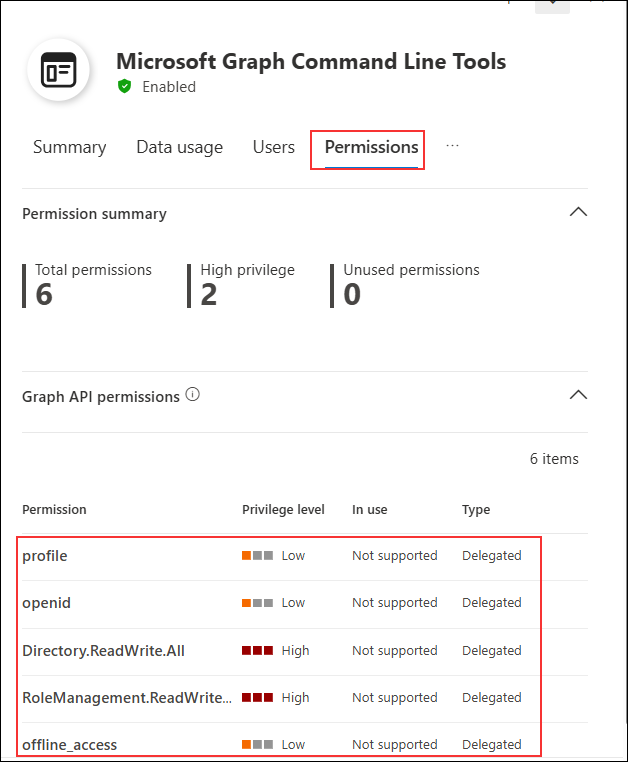 Microsoft Graph Command Line Tools
Enabled
Summary Data usage Users Permissions ...
Permission summary
Total permissions High privilege Unused permissions
6 2 0
Graph API permissions
6 items
Permission Privilege level In use Type
profile Low Not supported Delegated
openid Low Not supported Delegated
Directory.ReadWrite.All High Not supported Delegated
RoleManagement.ReadWrite... High Not supported Delegated
offline_access Low Not supported Delegated